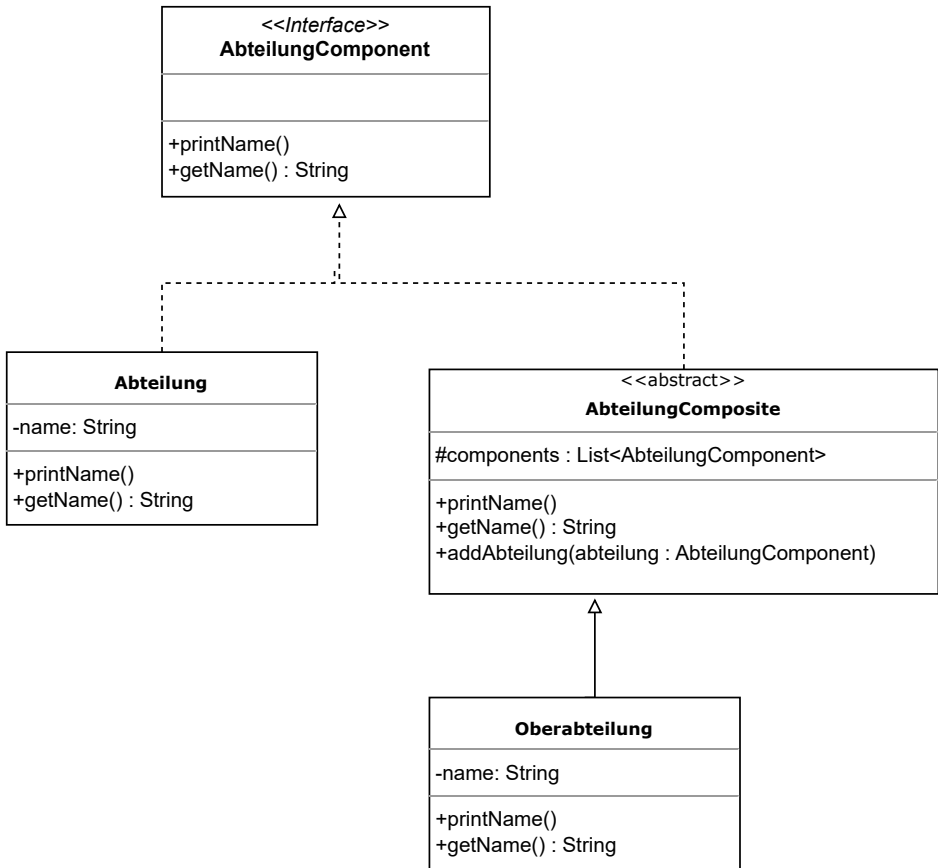 <<Interface>>
AbteilungComponent
+printName()
+getName() : String
Abteilung
-name: String
+printName()
+getName() : String
<<abstract>>
AbteilungComposite
#components : List<AbteilungComponent>
+printName()
+getName() : String
+addAbteilung(abteilung : AbteilungComponent)
Oberabteilung
-name: String
+printName()
+getName() : String